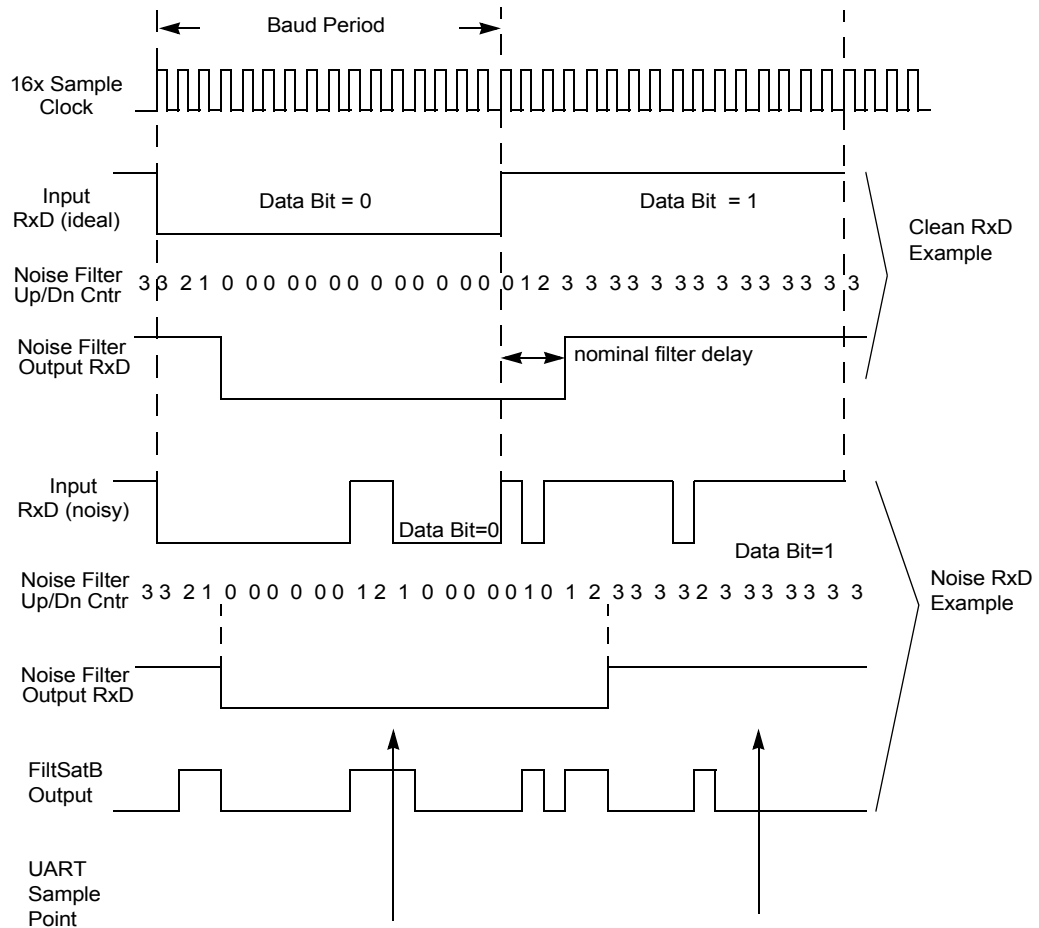 Baud Period
16x Sample
Clock
Input
RxD (ideal)
Data Bit = 0
Data Bit = 1
Clean RxD
Example
Noise Filter
Up/Dn Cntr
3 3 2 1 0 0 0 0 0 0 0 0 0 0 0 0 0 0 1 2 3 3 3 3 3 3 3 3 3 3 3 3 3 3
Noise Filter
Output RxD
nominal filter delay
Input
RxD (noisy)
Data Bit=0
Data Bit=1
Noise Filter
Up/Dn Cntr
3 3 2 1 0 0 0 0 0 0 1 2 1 0 0 0 0 0 1 0 1 2 3 3 3 3 2 3 3 3 3 3 3 3
Noise RxD
Example
Noise Filter
Output RxD
FiltSatB
Output
UART
Sample
Point